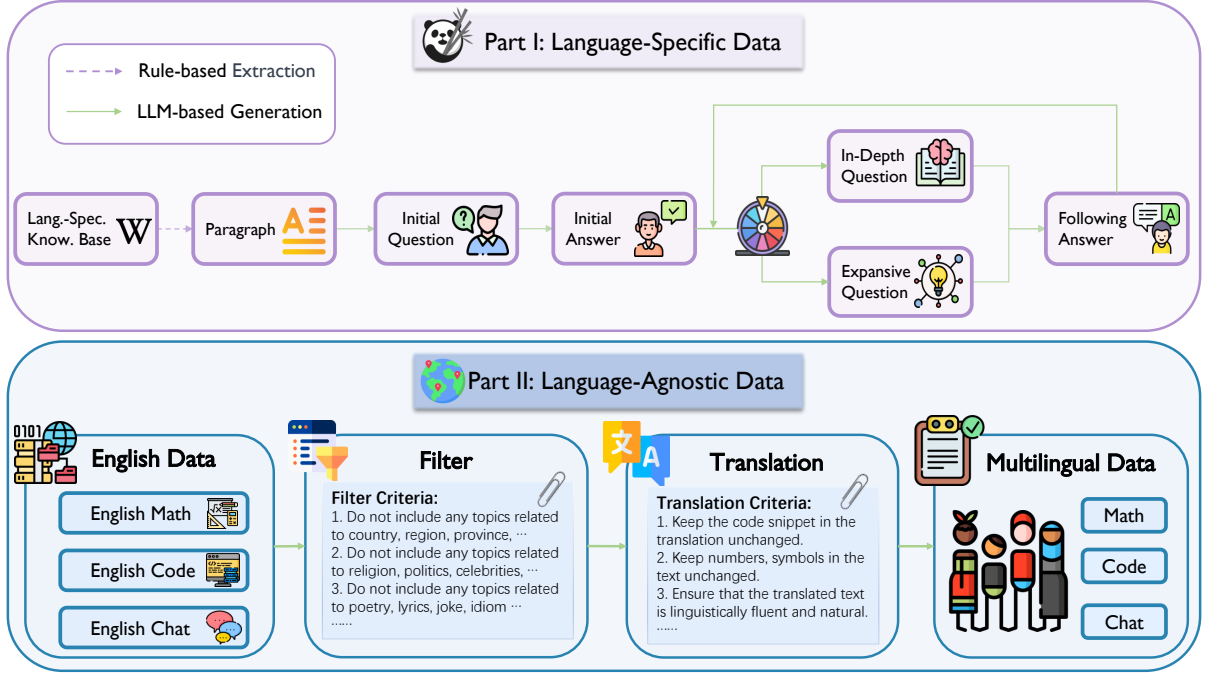 Part I: Language-Specific Data
Rule-based Extraction
LLM-based Generation
Lang.-Spec.
Know. Base
W
Paragraph
A
Initial
Question
?
Initial
Answer
In-Depth
Question
Expansive
Question
Following
Answer
A
Part II: Language-Agnostic Data
0101
English Data
English Math
English Code
English Chat
Filter
Filter Criteria:
1. Do not include any topics related
to country, region, province, ···
2. Do not include any topics related
to religion, politics, celebrities, ···
3. Do not include any topics related
to poetry, lyrics, joke, idiom ···
......
文 A
Translation
Translation Criteria:
1. Keep the code snippet in the
translation unchanged.
2. Keep numbers, symbols in the
text unchanged.
3. Ensure that the translated text
is linguistically fluent and natural.
......
Multilingual Data
Math
Code
Chat